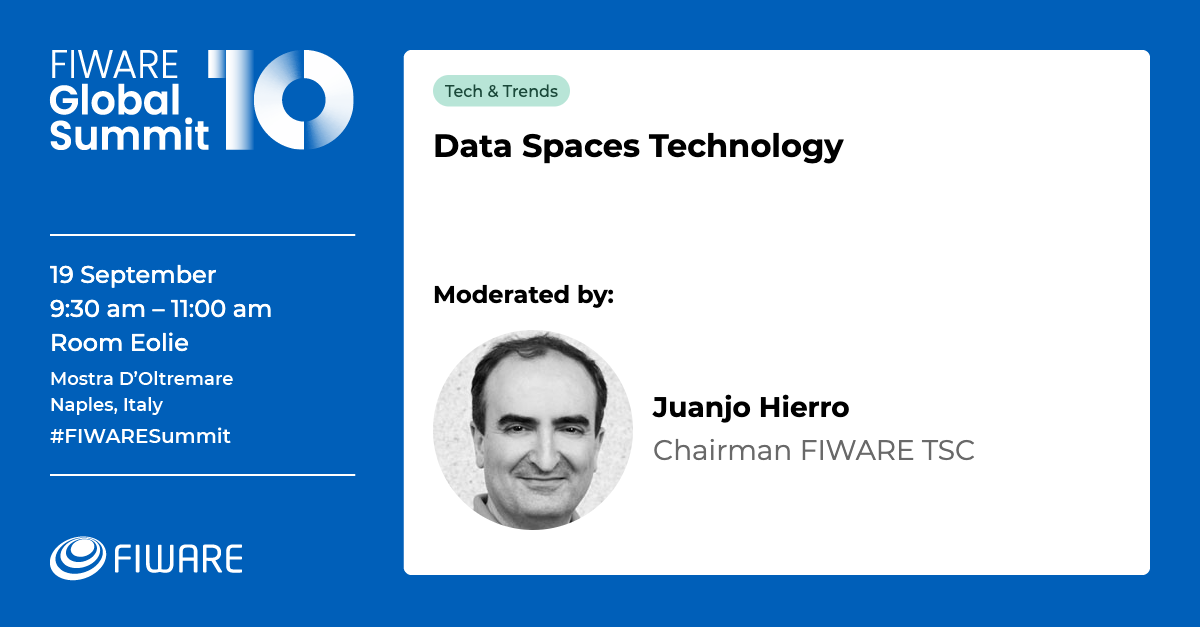 FIWARE
Global
Summit
10
19 September
9:30 am – 11:00 am
Room Eolie
Mostra D’Oltremare
Naples, Italy
#FIWARESummit
FIWARE
Tech & Trends
Data Spaces Technology
Moderated by:
Juanjo Hierro
Chairman FIWARE TSC